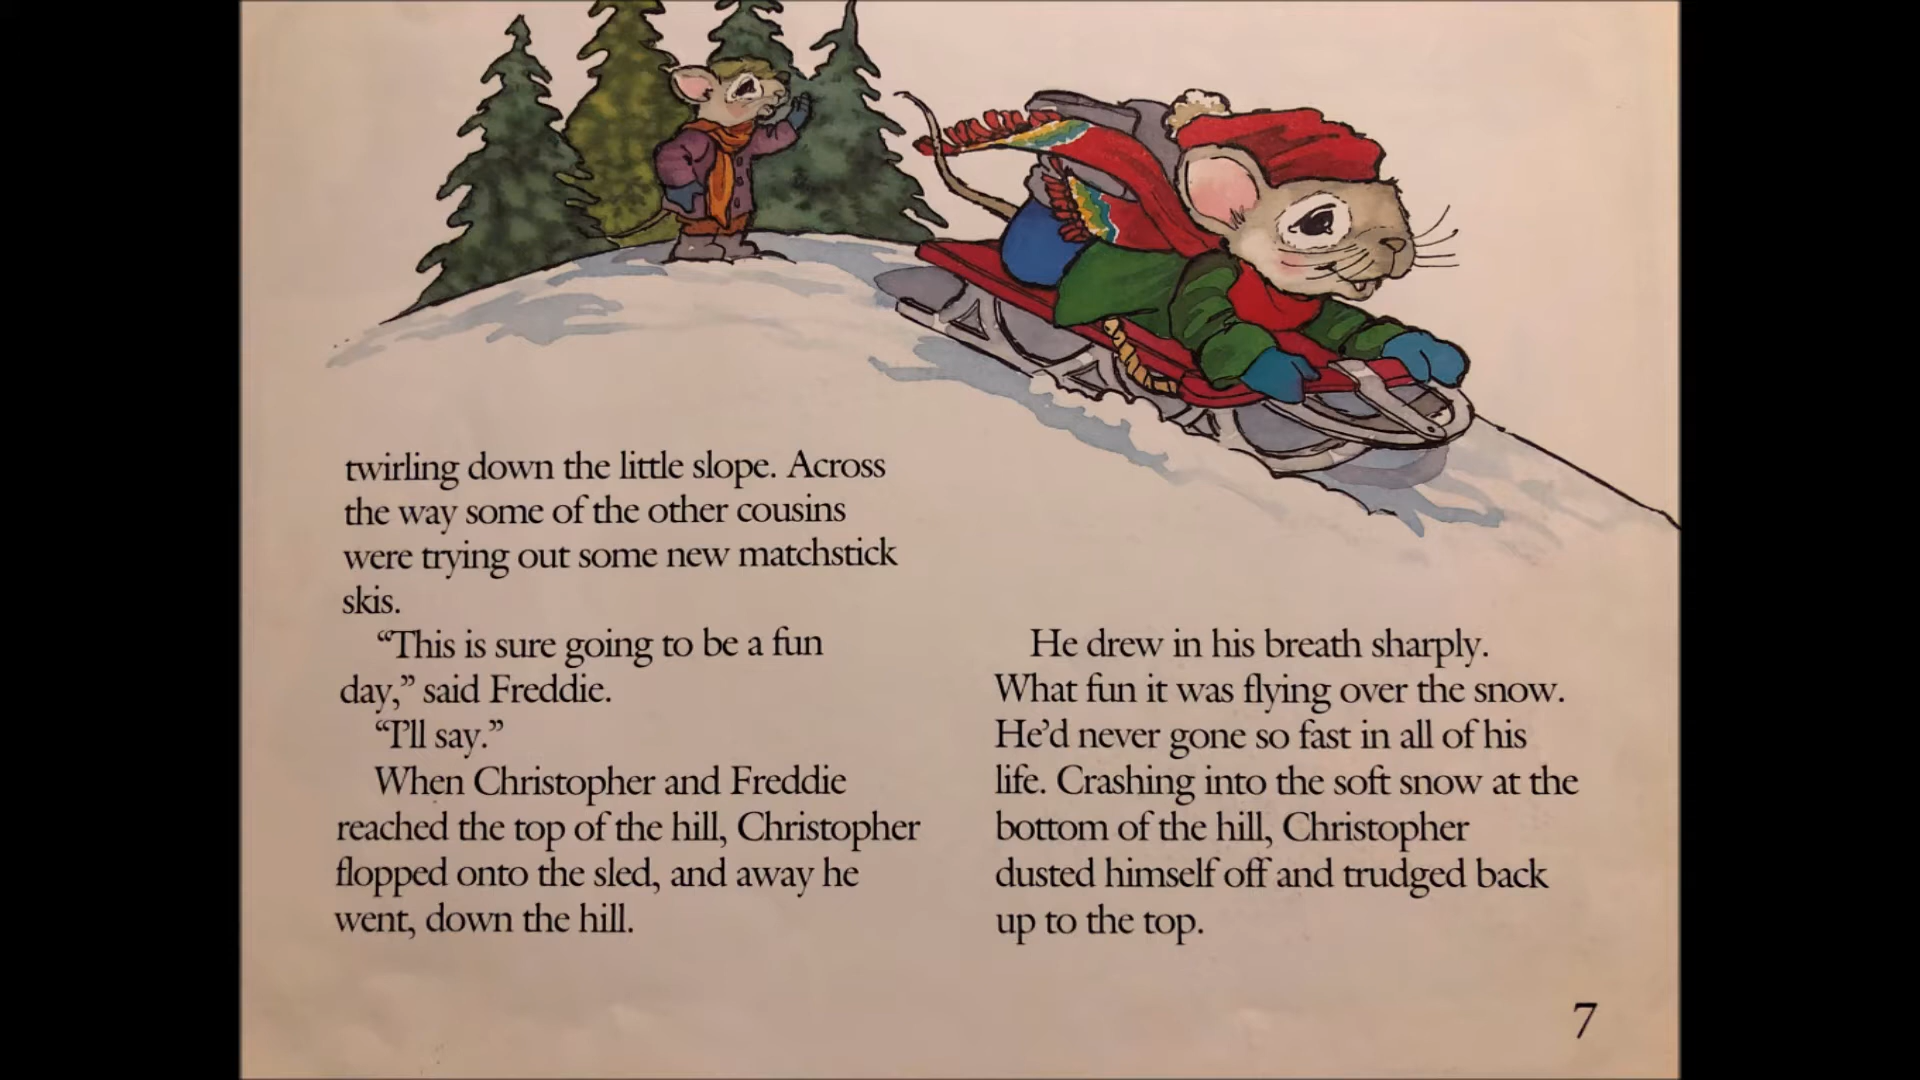 twirling down the little slope. Across
the way some of the other cousins
were trying out some new matchstick
skis.
“This is sure going to be a fun
day,” said Freddie.
“I’ll say.”
When Christopher and Freddie
reached the top of the hill, Christopher
flopped onto the sled, and away he
went, down the hill.
He drew in his breath sharply.
What fun it was flying over the snow.
He’d never gone so fast in all of his
life. Crashing into the soft snow at the
bottom of the hill, Christopher
dusted himself off and trudged back
up to the top.
7